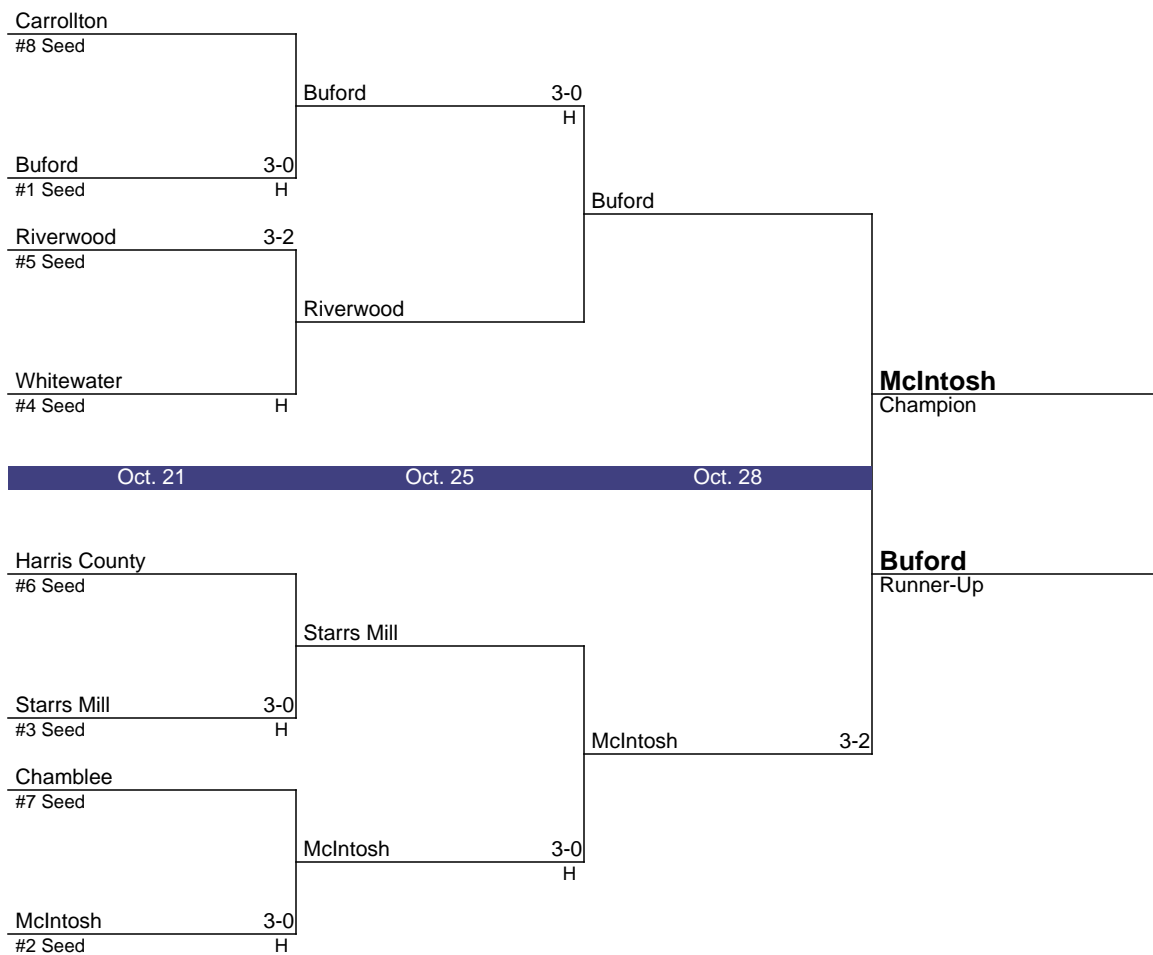 Carrollton
#8 Seed
Buford 3-0
H
Buford 3-0
#1 Seed H
Buford
Riverwood 3-2
#5 Seed
Riverwood
Whitewater
#4 Seed H
McIntosh
Champion
Oct. 21 Oct. 25 Oct. 28
Harris County
#6 Seed
Buford
Runner-Up
Starrs Mill
Starrs Mill 3-0
#3 Seed H
McIntosh 3-2
Chamblee
#7 Seed
McIntosh 3-0
H
McIntosh 3-0
#2 Seed H